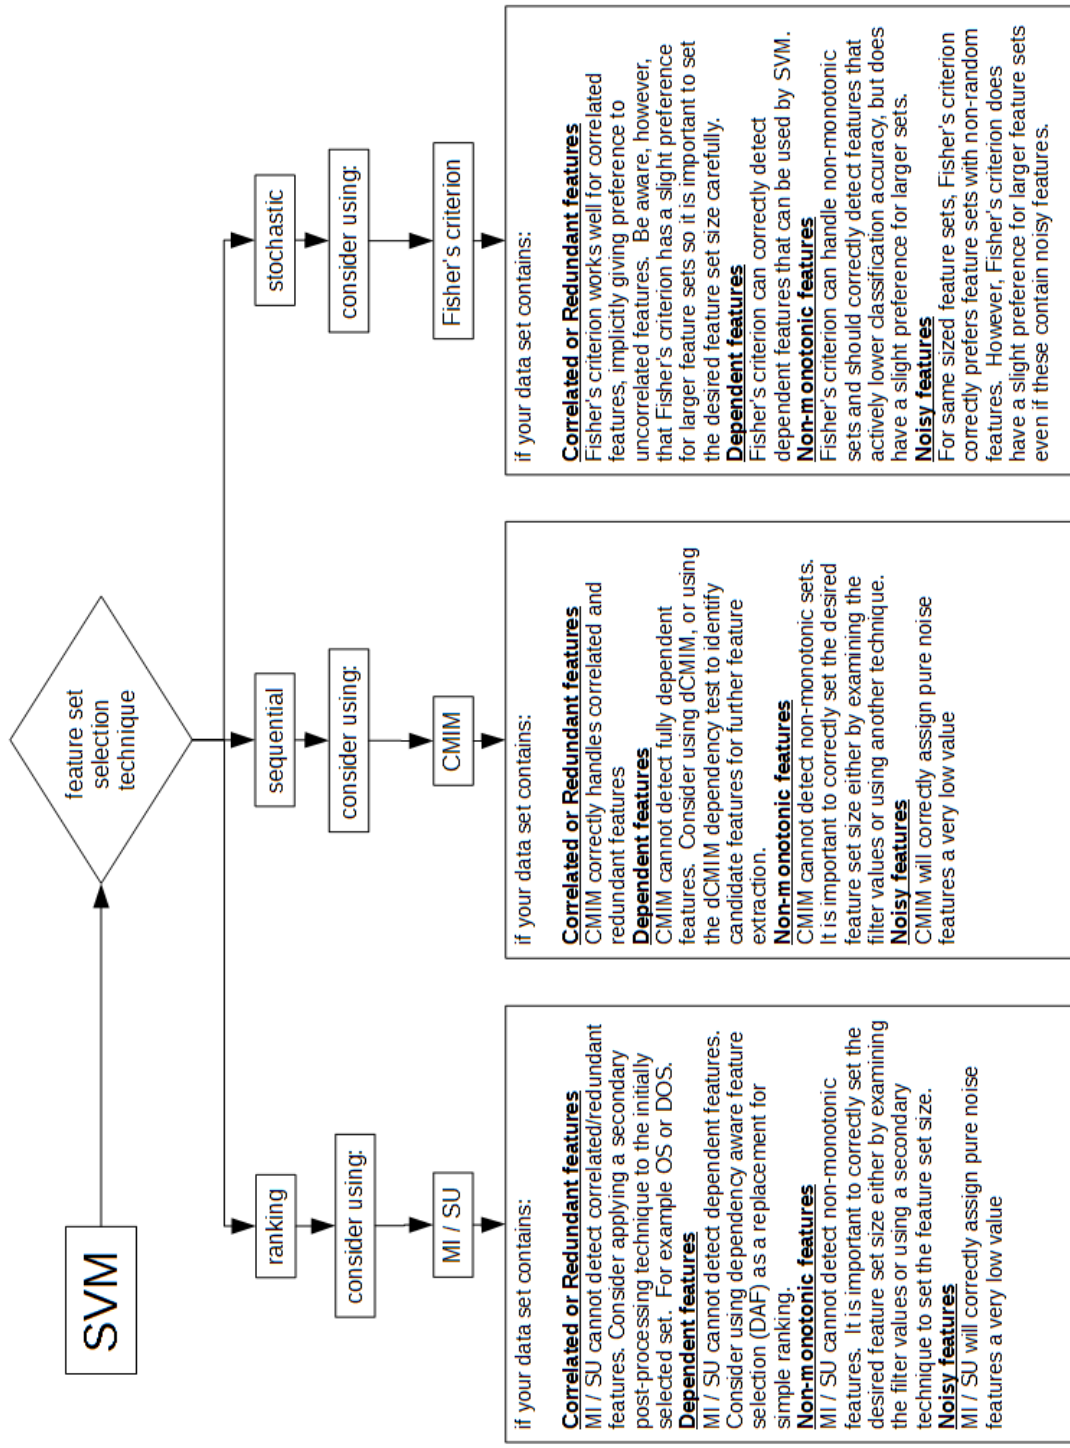 SVM
feature set
selection
technique
ranking
consider using:
MI / SU
if your data set contains:
Correlated or Redundant features
MI / SU cannot detect correlated/redundant
features. Consider applying a secondary
post-processing technique to the initially
selected set.  For example OS or DOS.
Dependent features
MI / SU cannot detect dependent features.
Consider using dependency aware feature
selection (DAF) as a replacement for
simple ranking.
Non-monotonic features
MI / SU cannot detect non-monotonic
features.  It is important to correctly set the
desired feature set size either by examining
the filter values or using a secondary
technique to set the feature set size.
Noisy features
MI / SU will correctly assign pure noise
features a very low value
sequential
consider using:
CMIM
if your data set contains:
Correlated or Redundant features
CMIM correctly handles correlated and
redundant features
Dependent features
CMIM cannot detect fully dependent
features.  Consider using dCMIM, or using
the dCMIM dependency test to identify
candidate features for further feature
extraction.
Non-monotonic features
CMIM cannot detect non-monotonic sets.
It is important to correctly set the desired
feature set size either by examining the
filter values or using another technique.
Noisy features
CMIM will correctly assign pure noise
features a very low value
stochastic
consider using:
Fisher's criterion
if your data set contains:
Correlated or Redundant features
Fisher's criterion works well for correlated
features, implicitly giving preference to
uncorrelated features.  Be aware, however,
that Fisher's criterion has a slight preference
for larger feature sets so it is important to set
the desired feature set size carefully.
Dependent features
Fisher's criterion can correctly detect
dependent features that can be used by SVM.
Non-monotonic features
Fisher's criterion can handle non-monotonic
sets and should correctly detect features that
actively lower classification accuracy, but does
have a slight preference for larger sets.
Noisy features
For same sized feature sets, Fisher's criterion
correctly prefers feature sets with non-random
features.  However, Fisher's criterion does
have a slight preference for larger feature sets
even if these contain noisy features.